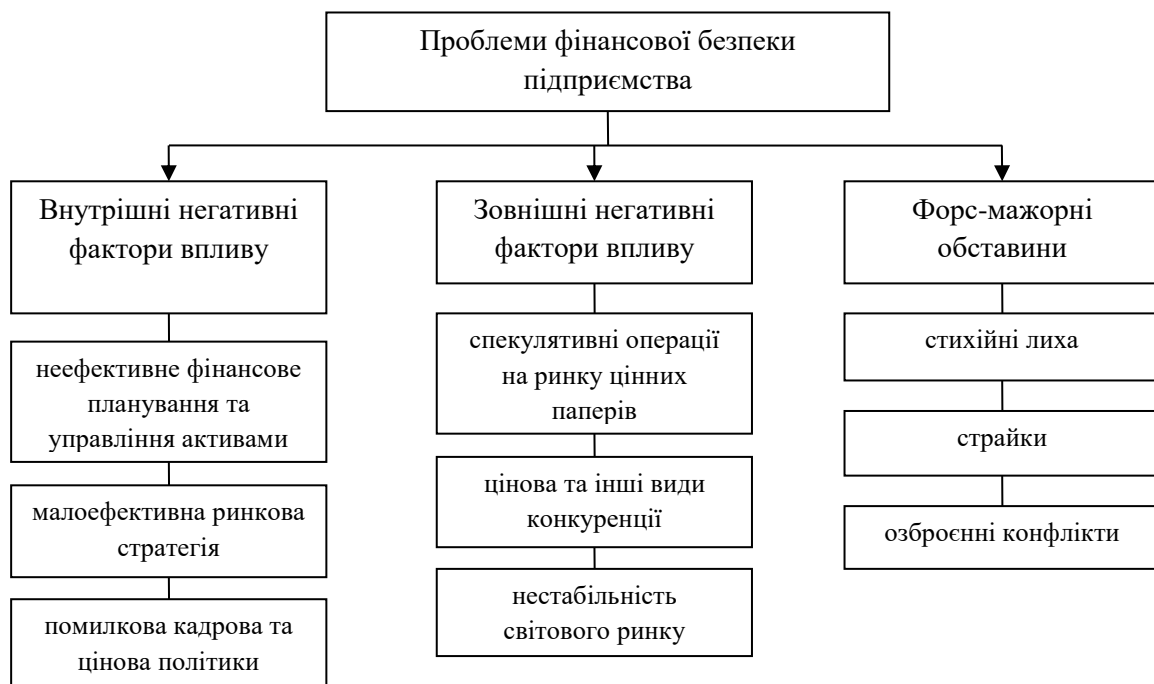 Проблеми фінансової безпеки
підприємства
Внутрішні негативні
фактори впливу
неефективне фінансове
планування та
управління активами
малоефективна ринкова
стратегія
помилкова кадрова та
цінова політики
Зовнішні негативні
фактори впливу
спекулятивні операції
на ринку цінних
паперів
цінова та інші види
конкуренції
нестабільність
світового ринку
Форс-мажорні
обставини
стихійні лиха
страйки
озброєнні конфлікти